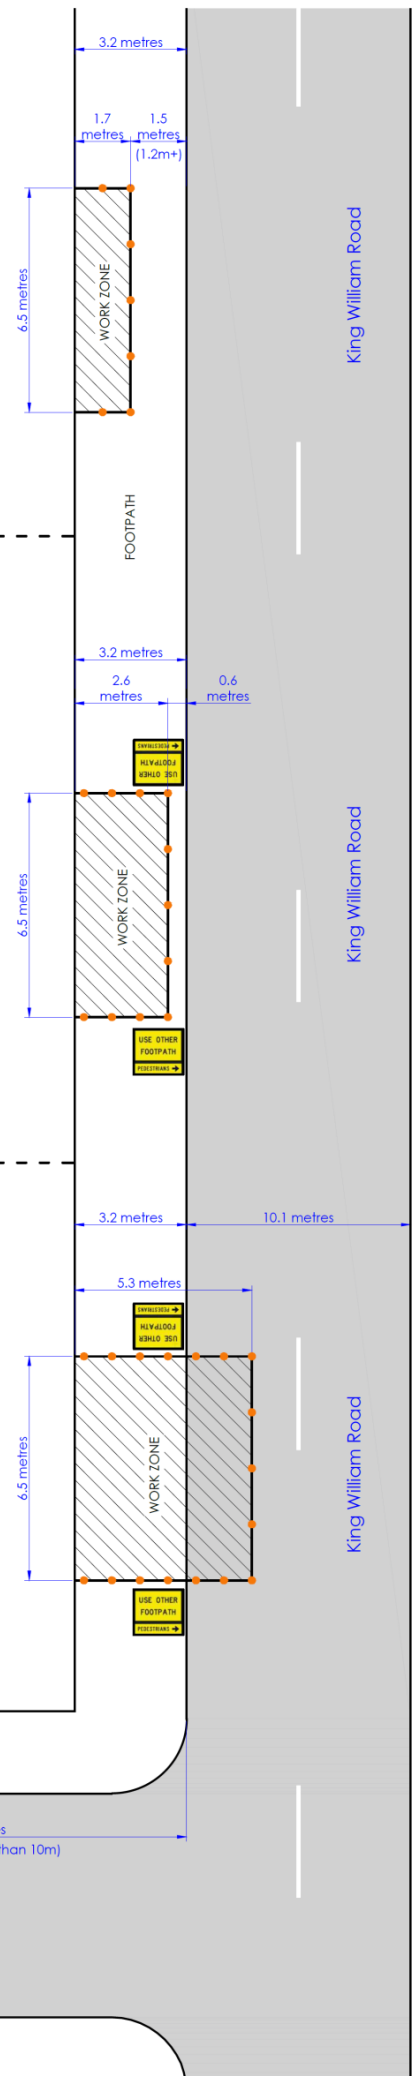 3.2 metres
1.7
metres
1.5
metres
(1.2m+)
6.5 metres
WORK ZONE
King William Road
FOOTPATH
3.2 metres
2.6
metres
0.6
metres
USE OTHER
FOOTPATH
PEDESTRIANS
6.5 metres
WORK ZONE
King William Road
USE OTHER
FOOTPATH
PEDESTRIANS
3.2 metres
10.1 metres
5.3 metres
USE OTHER
FOOTPATH
PEDESTRIANS
6.5 metres
WORK ZONE
King William Road
USE OTHER
FOOTPATH
PEDESTRIANS
s
than 10m)